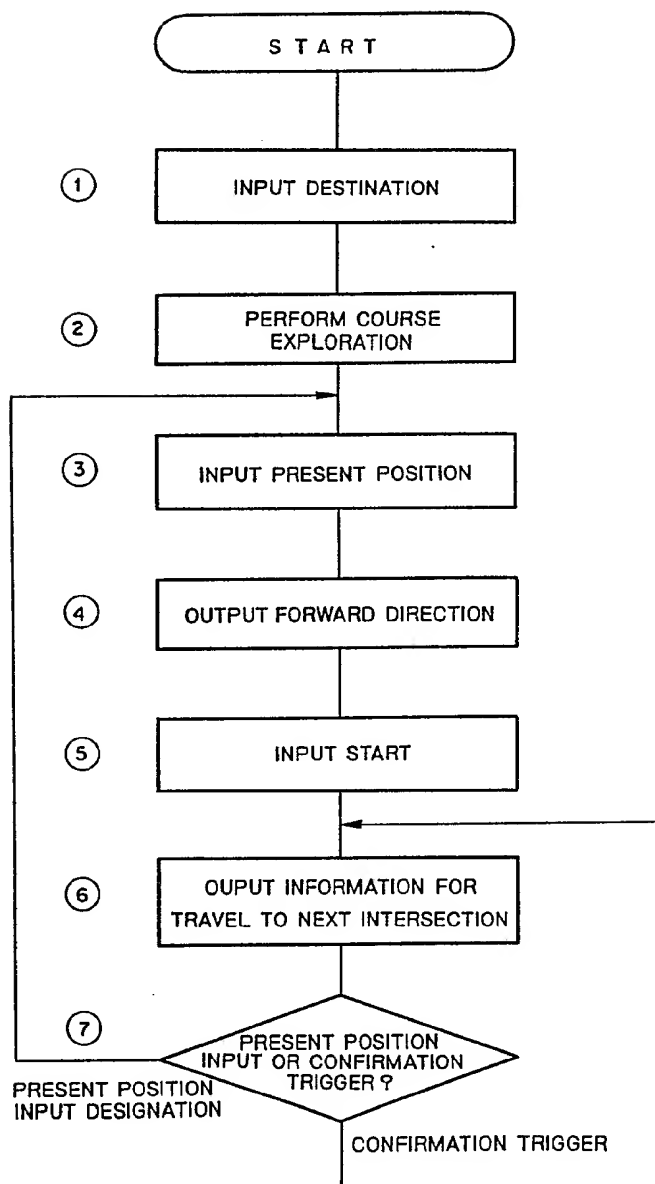 START
① INPUT DESTINATION
② PERFORM COURSE
EXPLORATION
③ INPUT PRESENT POSITION
④ OUTPUT FORWARD DIRECTION
⑤ INPUT START
⑥ OUPUT INFORMATION FOR
TRAVEL TO NEXT INTERSECTION
⑦ PRESENT POSITION
INPUT OR CONFIRMATION
TRIGGER ?
PRESENT POSITION
INPUT DESIGNATION
CONFIRMATION TRIGGER